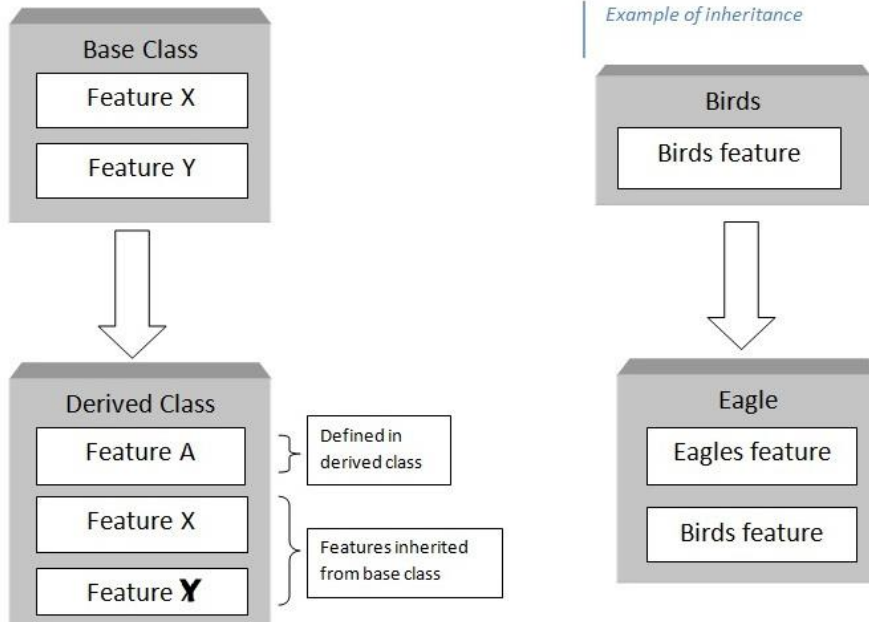 Base Class
Feature X
Feature Y
Derived Class
Feature A
Feature X
Feature Y
Defined in
derived class
Features inherited
from base class
Example of inheritance
Birds
Birds feature
Eagle
Eagles feature
Birds feature